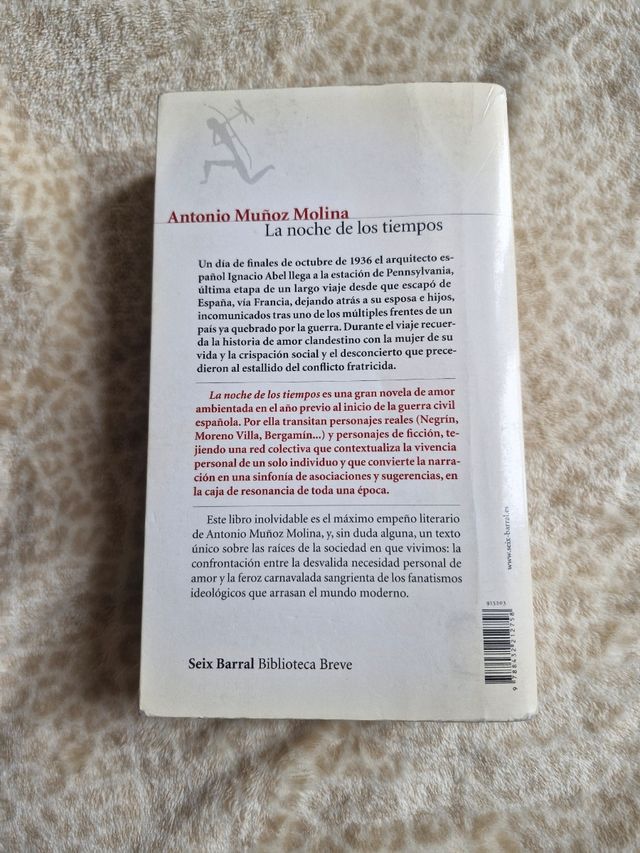 Antonio Muñoz Molina
La noche de los tiempos
Un día de finales de octubre de 1936 el arquitecto es-
pañol Ignacio Abel llega a la estación de Pennsylvania,
última etapa de un largo viaje desde que escapó de
España, vía Francia, dejando atrás a su esposa e hijos,
incomunicados tras uno de los múltiples frentes de un
país ya quebrado por la guerra. Durante el viaje recuer-
da la historia de amor clandestino con la mujer de su
vida y la crispación social y el desconcierto que prece-
dieron al estallido del conflicto fratricida.
La noche de los tiempos es una gran novela de amor
ambientada en el año previo al inicio de la guerra civil
española. Por ella transitan personajes reales (Negrín,
Moreno Villa, Bergamín...) y personajes de ficción, te-
jiendo una red colectiva que contextualiza la vivencia
personal de un solo individuo y que convierte la narra-
ción en una sinfonía de asociaciones y sugerencias, en
la caja de resonancia de toda una época.
Este libro inolvidable es el máximo empeño literario
de Antonio Muñoz Molina, y, sin duda alguna, un texto
único sobre las raíces de la sociedad en que vivimos: la
confrontación entre la desvalida necesidad personal de
amor y la feroz carnavalada sangrienta de los fanatismos
ideológicos que arrasan el mundo moderno.
Seix Barral Biblioteca Breve
www.seix-barral.es
9 788432 212758